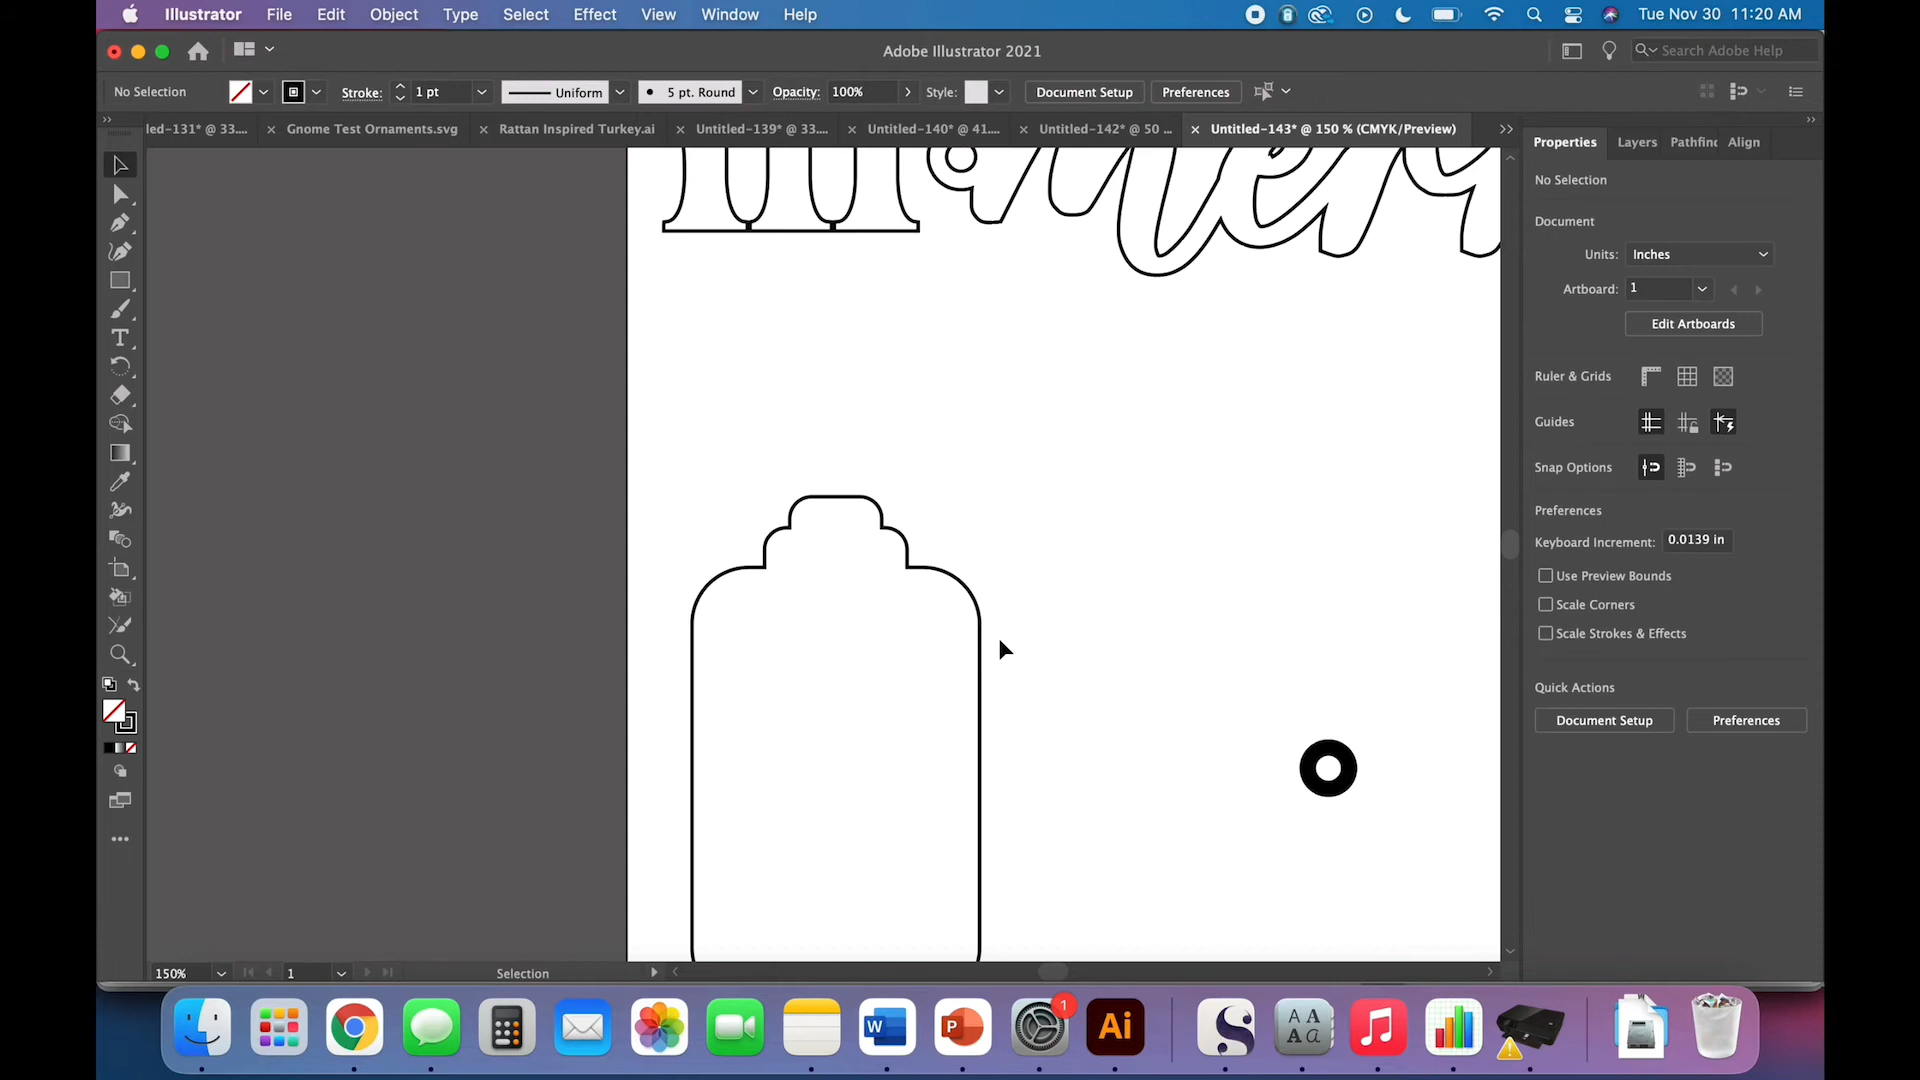 Illustrator File Edit Object Type Select Effect View Window Help Tue Nov 30 11:20 AM
Adobe Illustrator 2021 Search Adobe Help
No Selection Stroke: 1 pt Uniform 5 pt. Round Opacity: 100% Style: Document Setup Preferences
led-131* @ 33.... Gnome Test Ornaments.svg Rattan Inspired Turkey.ai Untitled-139* @ 33.... Untitled-140* @ 41.... Untitled-142* @ 50 ... Untitled-143* @ 150 % (CMYK/Preview)
Properties Layers Pathfinc Align
No Selection
Document
Units: Inches
Artboard: 1
Edit Artboards
Ruler & Grids
Guides
Snap Options
Preferences
Keyboard Increment: 0.0139 in
Use Preview Bounds
Scale Corners
Scale Strokes & Effects
Quick Actions
Document Setup Preferences
150% 1 Selection
1
W P Ai
A A
A a